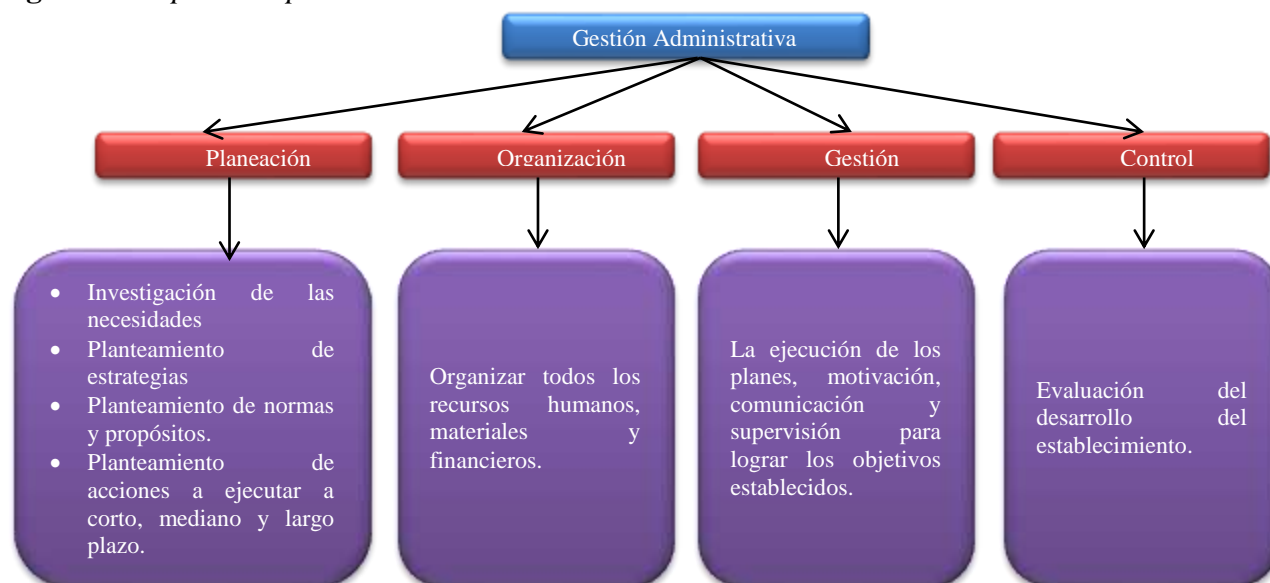 Gestión Administrativa
Planeación
Organización
Gestión
Control
• Investigación de las
necesidades
• Planteamiento de
estrategias
• Planteamiento de normas
y propósitos.
• Planteamiento de
acciones a ejecutar a
corto, mediano y largo
plazo.
Organizar todos los
recursos humanos,
materiales y
financieros.
La ejecución de los
planes, motivación,
comunicación y
supervisión para
lograr los objetivos
establecidos.
Evaluación del
desarrollo del
establecimiento.